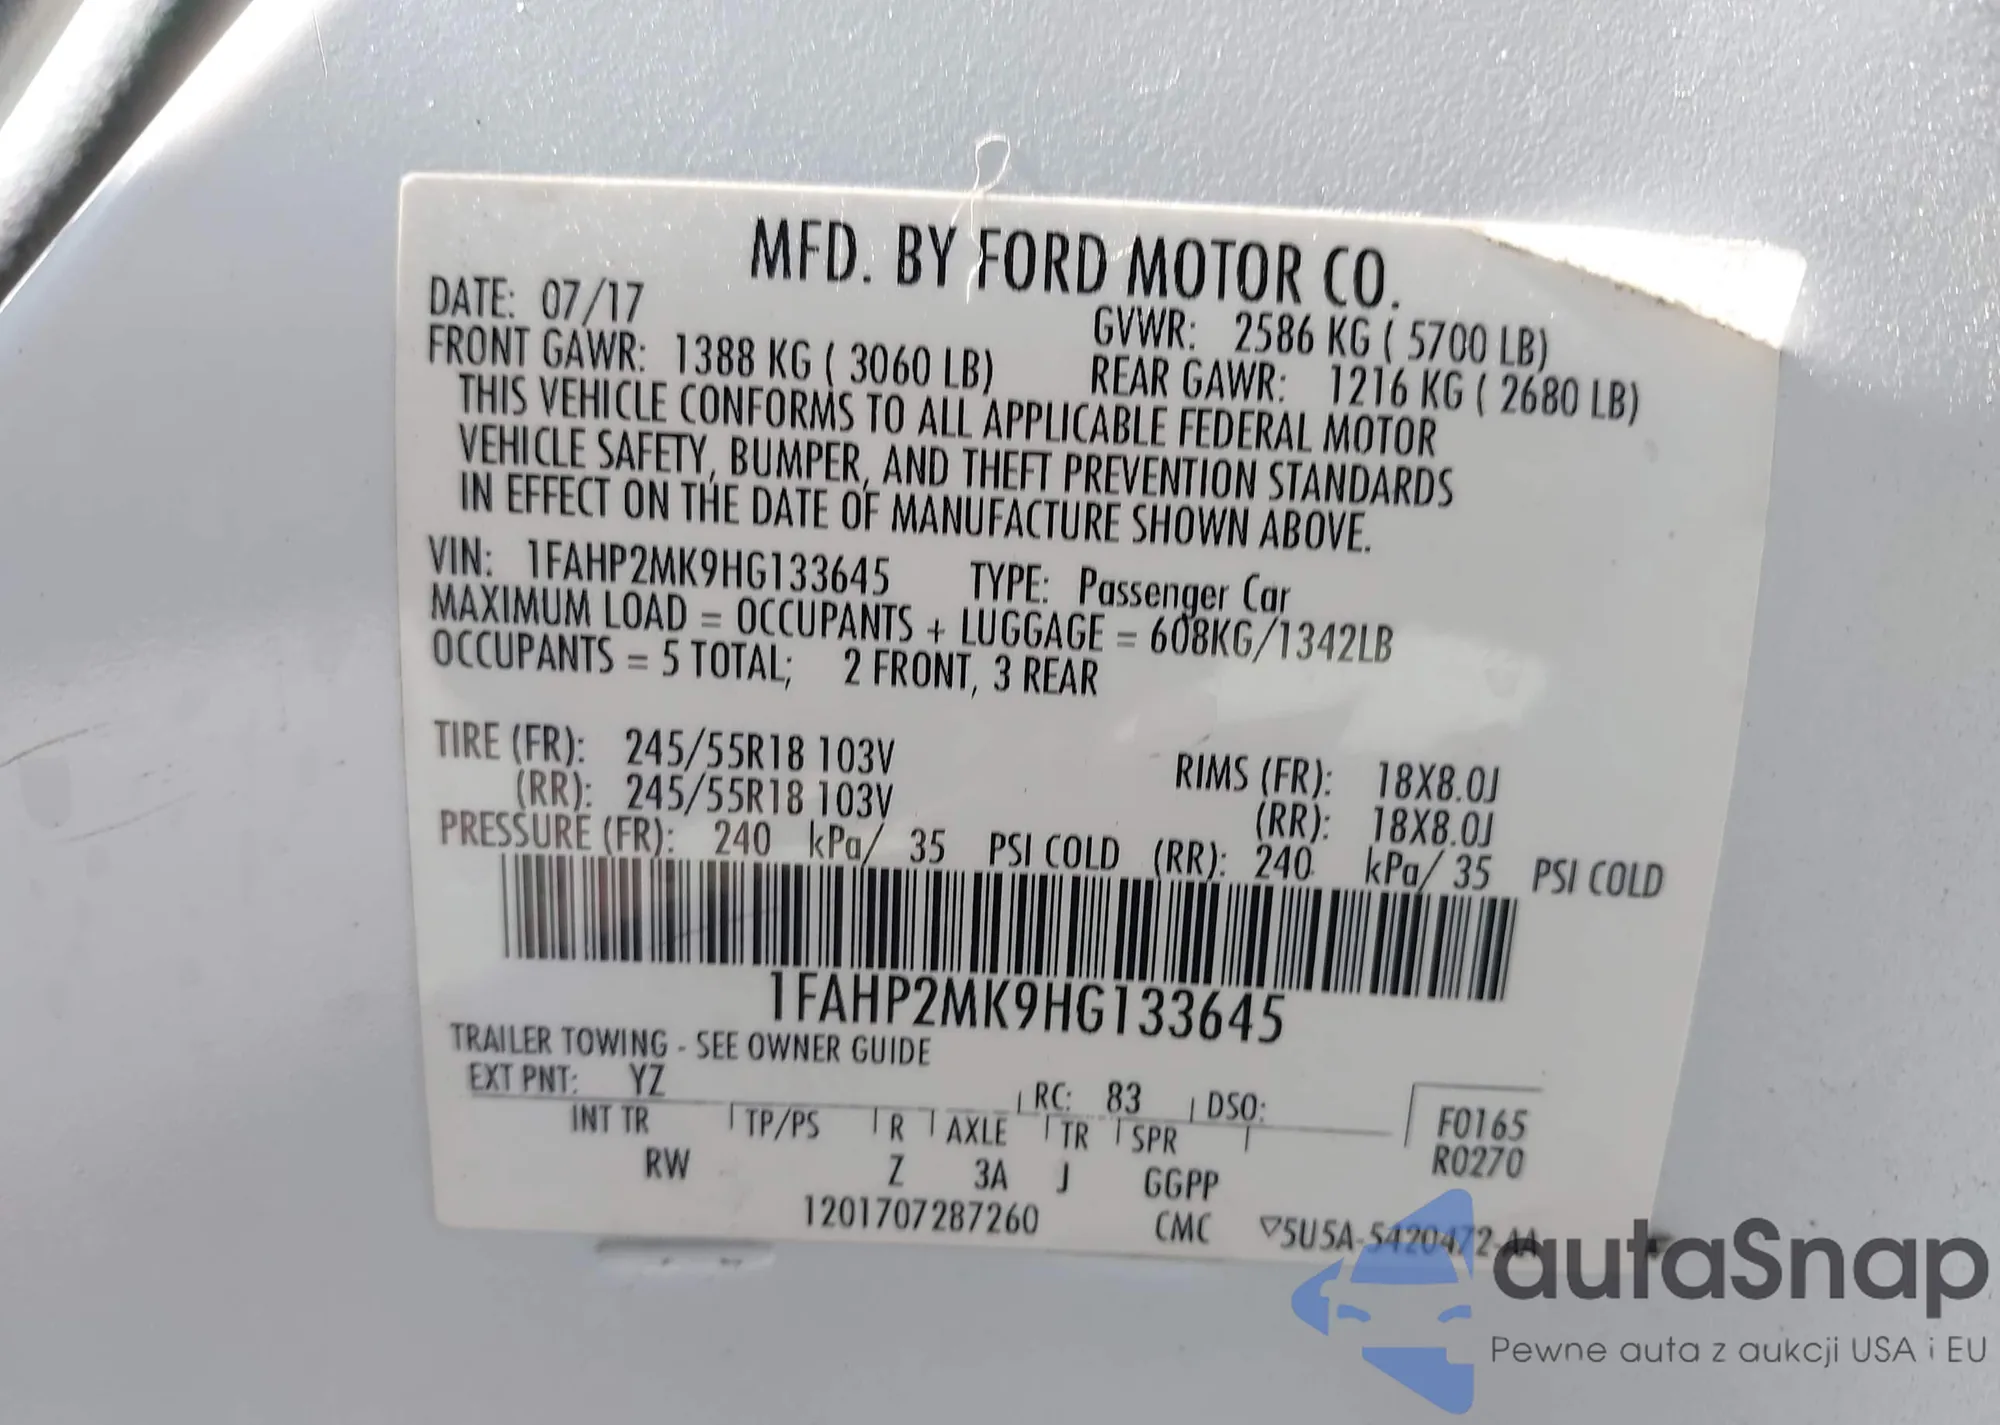 MFD. BY FORD MOTOR CO.
DATE: 07/17 GVWR: 2586 KG ( 5700 LB)
FRONT GAWR: 1388 KG ( 3060 LB) REAR GAWR: 1216 KG ( 2680 LB)
THIS VEHICLE CONFORMS TO ALL APPLICABLE FEDERAL MOTOR
VEHICLE SAFETY, BUMPER, AND THEFT PREVENTION STANDARDS
IN EFFECT ON THE DATE OF MANUFACTURE SHOWN ABOVE.
VIN: 1FAHP2MK9HG133645 TYPE: Passenger Car
MAXIMUM LOAD = OCCUPANTS + LUGGAGE = 608KG/1342LB
OCCUPANTS = 5 TOTAL; 2 FRONT, 3 REAR
TIRE (FR): 245/55R18 103V RIMS (FR): 18X8.0J
(RR): 245/55R18 103V (RR): 18X8.0J
PRESSURE (FR): 240 kPa/ 35 PSI COLD (RR): 240 kPa/ 35 PSI COLD
1FAHP2MK9HG133645
TRAILER TOWING - SEE OWNER GUIDE
EXT PNT: YZ RC: 83 DSO:
INT TR TP/PS R AXLE TR SPR F0165
RW Z 3A J GGPP R0270
1201707287260 CMC ▽5U5A-5420472-AA
autaSnap
Pewne auta z aukcji USA i EU